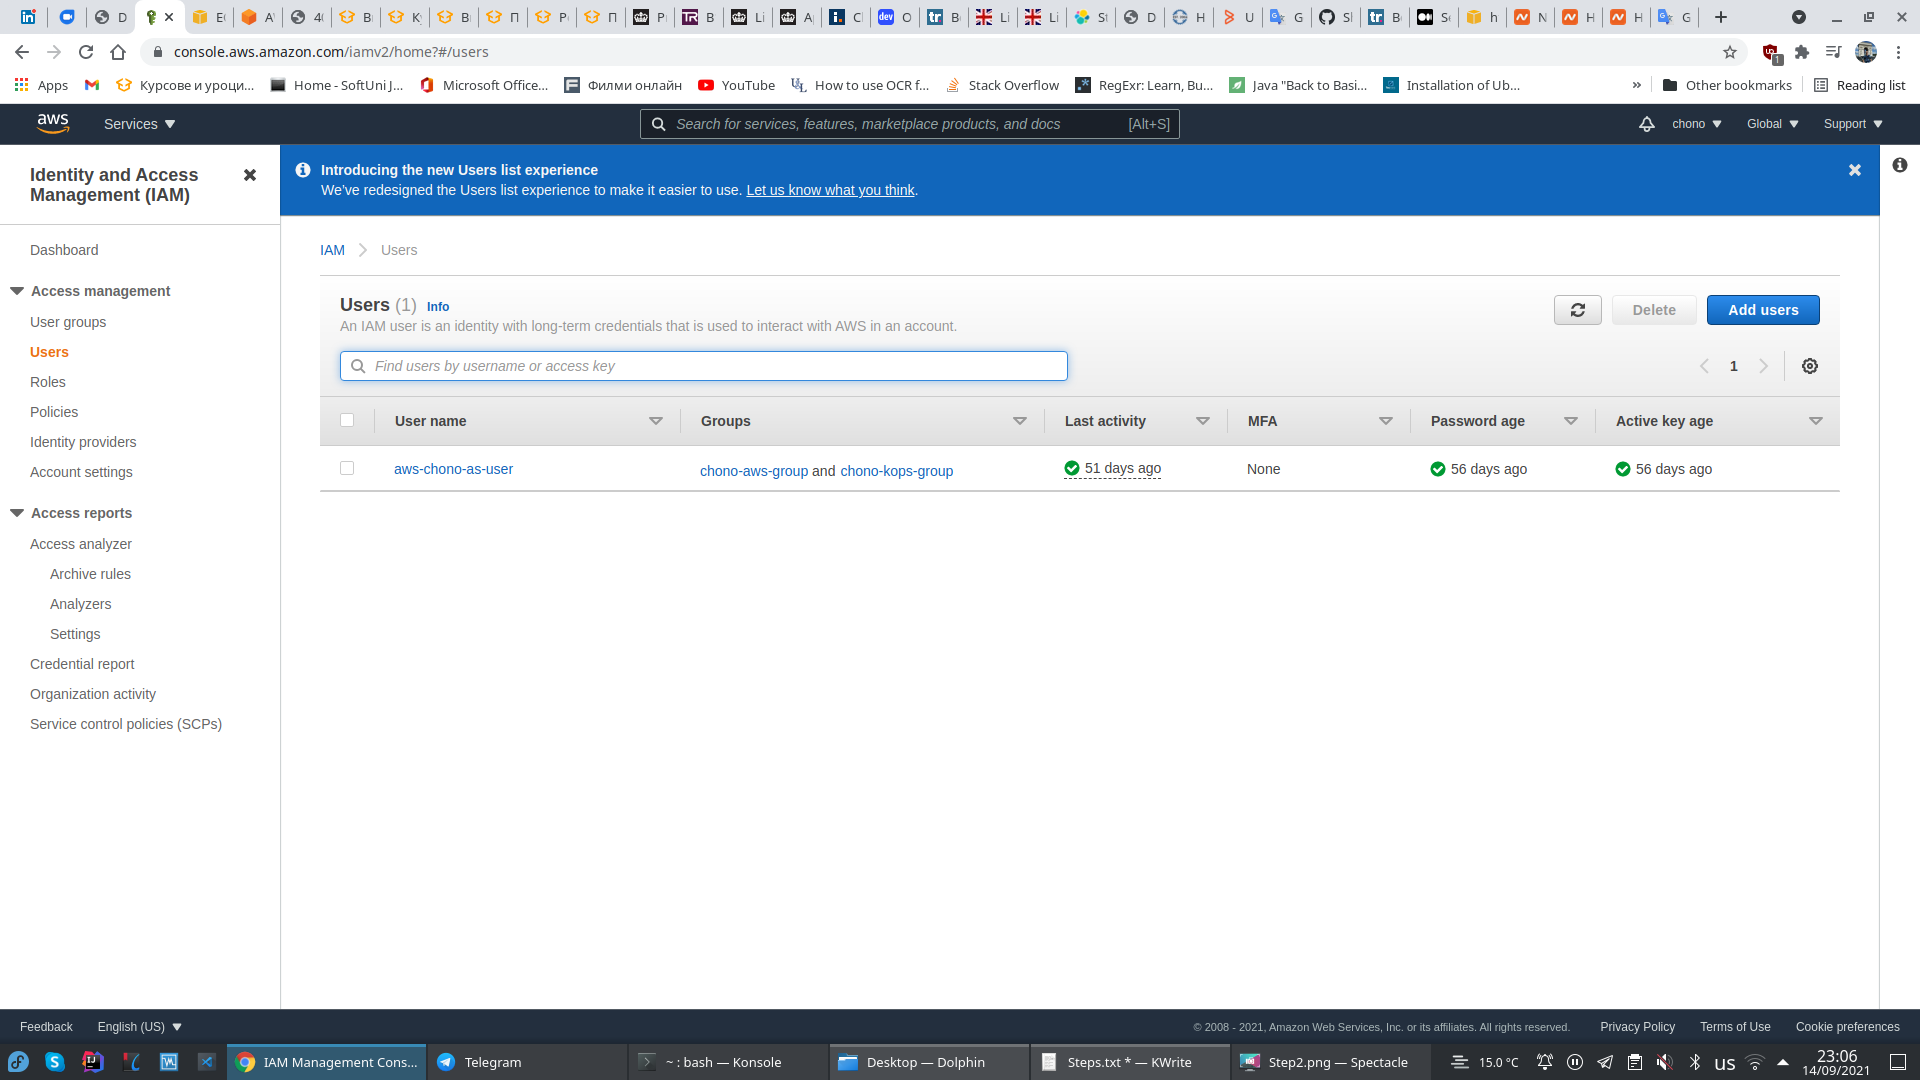 console.aws.amazon.com/iamv2/home?#/users
Apps
Курсове и уроци...
Home - SoftUni J...
Microsoft Office...
Филми онлайн
YouTube
How to use OCR f...
Stack Overflow
RegExr: Learn, Bu...
Java "Back to Basi...
Installation of Ub...
»
Other bookmarks
Reading list
aws
Services
Search for services, features, marketplace products, and docs [Alt+S]
chono
Global
Support
Identity and Access
Management (IAM)
Dashboard
Access management
User groups
Users
Roles
Policies
Identity providers
Account settings
Access reports
Access analyzer
Archive rules
Analyzers
Settings
Credential report
Organization activity
Service control policies (SCPs)
Introducing the new Users list experience
We've redesigned the Users list experience to make it easier to use. Let us know what you think.
IAM > Users
Users (1) Info
An IAM user is an identity with long-term credentials that is used to interact with AWS in an account.
Delete
Add users
Find users by username or access key
1
User name Groups Last activity MFA Password age Active key age
aws-chono-as-user chono-aws-group and chono-kops-group 51 days ago None 56 days ago 56 days ago
Feedback English (US)
© 2008 - 2021, Amazon Web Services, Inc. or its affiliates. All rights reserved. Privacy Policy Terms of Use Cookie preferences
IAM Management Cons...
Telegram
~ : bash — Konsole
Desktop — Dolphin
Steps.txt * — KWrite
Step2.png — Spectacle
15.0 °C
us
23:06
14/09/2021